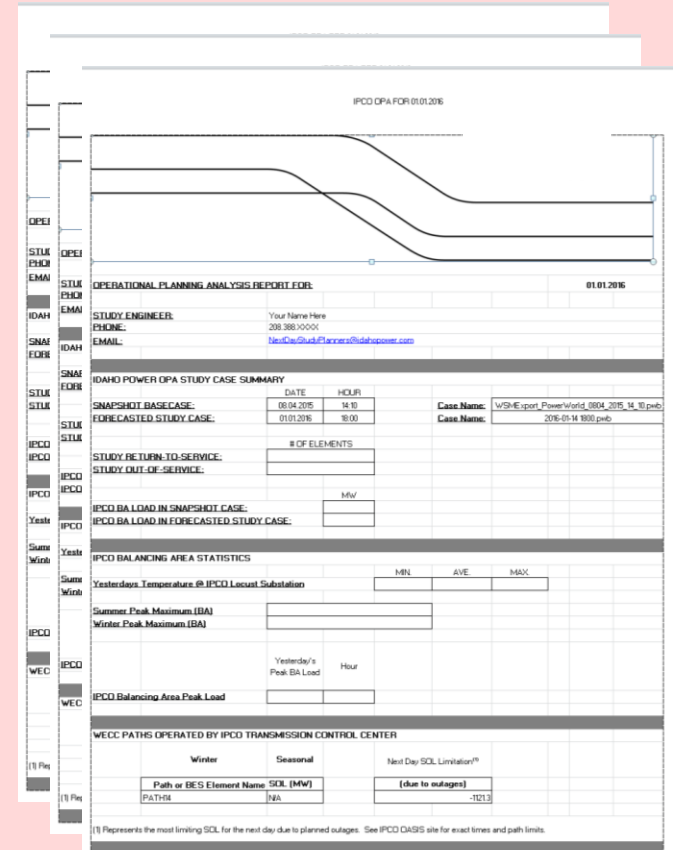 IPCO OPA FOR 01.01.2016
OPERATIONAL PLANNING ANALYSIS REPORT FOR: 01.01.2016
STUDY ENGINEER: Your Name Here
PHONE: 208.388.XXXX
EMAIL: NextDayStudyPlanners@idahopower.com
IDAHO POWER OPA STUDY CASE SUMMARY
DATE HOUR
SNAPSHOT BASECASE: 08.04.2015 14:10 Case Name: WSMExport_PowerWorld_0804_2015_14_10.pwb
FORECASTED STUDY CASE: 01.01.2016 18:00 Case Name: 2016-01-14 1800.pwb
# OF ELEMENTS
STUDY RETURN-TO-SERVICE:
STUDY OUT-OF-SERVICE:
MW
IPCO BA LOAD IN SNAPSHOT CASE:
IPCO BA LOAD IN FORECASTED STUDY CASE:
IPCO BALANCING AREA STATISTICS
MIN. AVE. MAX.
Yesterdays Temperature @ IPCO Locust Substation
Summer Peak Maximum (BA)
Winter Peak Maximum (BA)
Yesterday's Peak BA Load Hour
IPCO Balancing Area Peak Load
WECC PATHS OPERATED BY IPCO TRANSMISSION CONTROL CENTER
Winter Seasonal Next Day SOL Limitation(1)
Path or BES Element Name SOL (MW) (due to outages)
PATH14 N/A -1121.3
(1) Represents the most limiting SOL for the next day due to planned outages. See IPCO OASIS site for exact times and path limits.